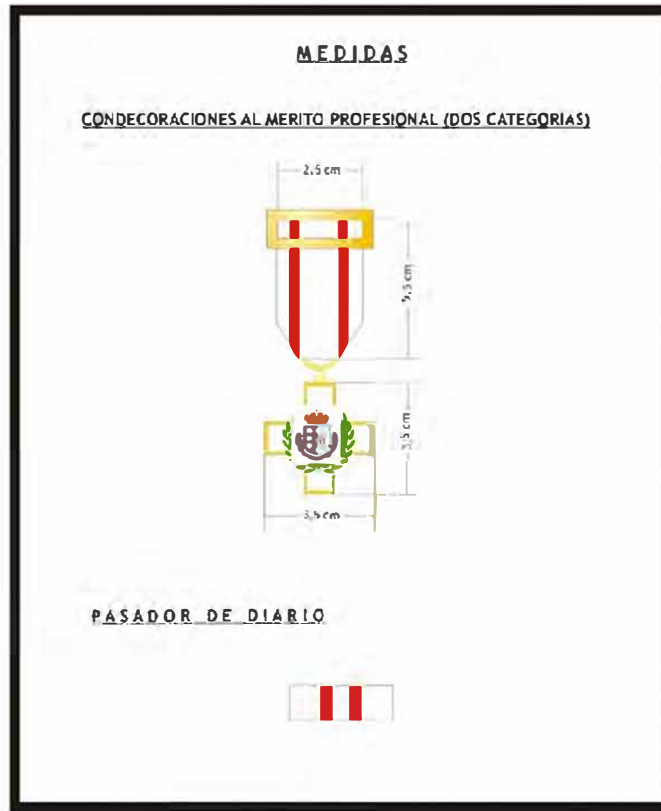 MEDIDAS
CONDECORACIONES AL MERITO PROFESIONAL (DOS CATEGORIAS)
2,5 cm
5,5 cm
3,5 cm
3,5 cm
PASADOR DE DIARIO